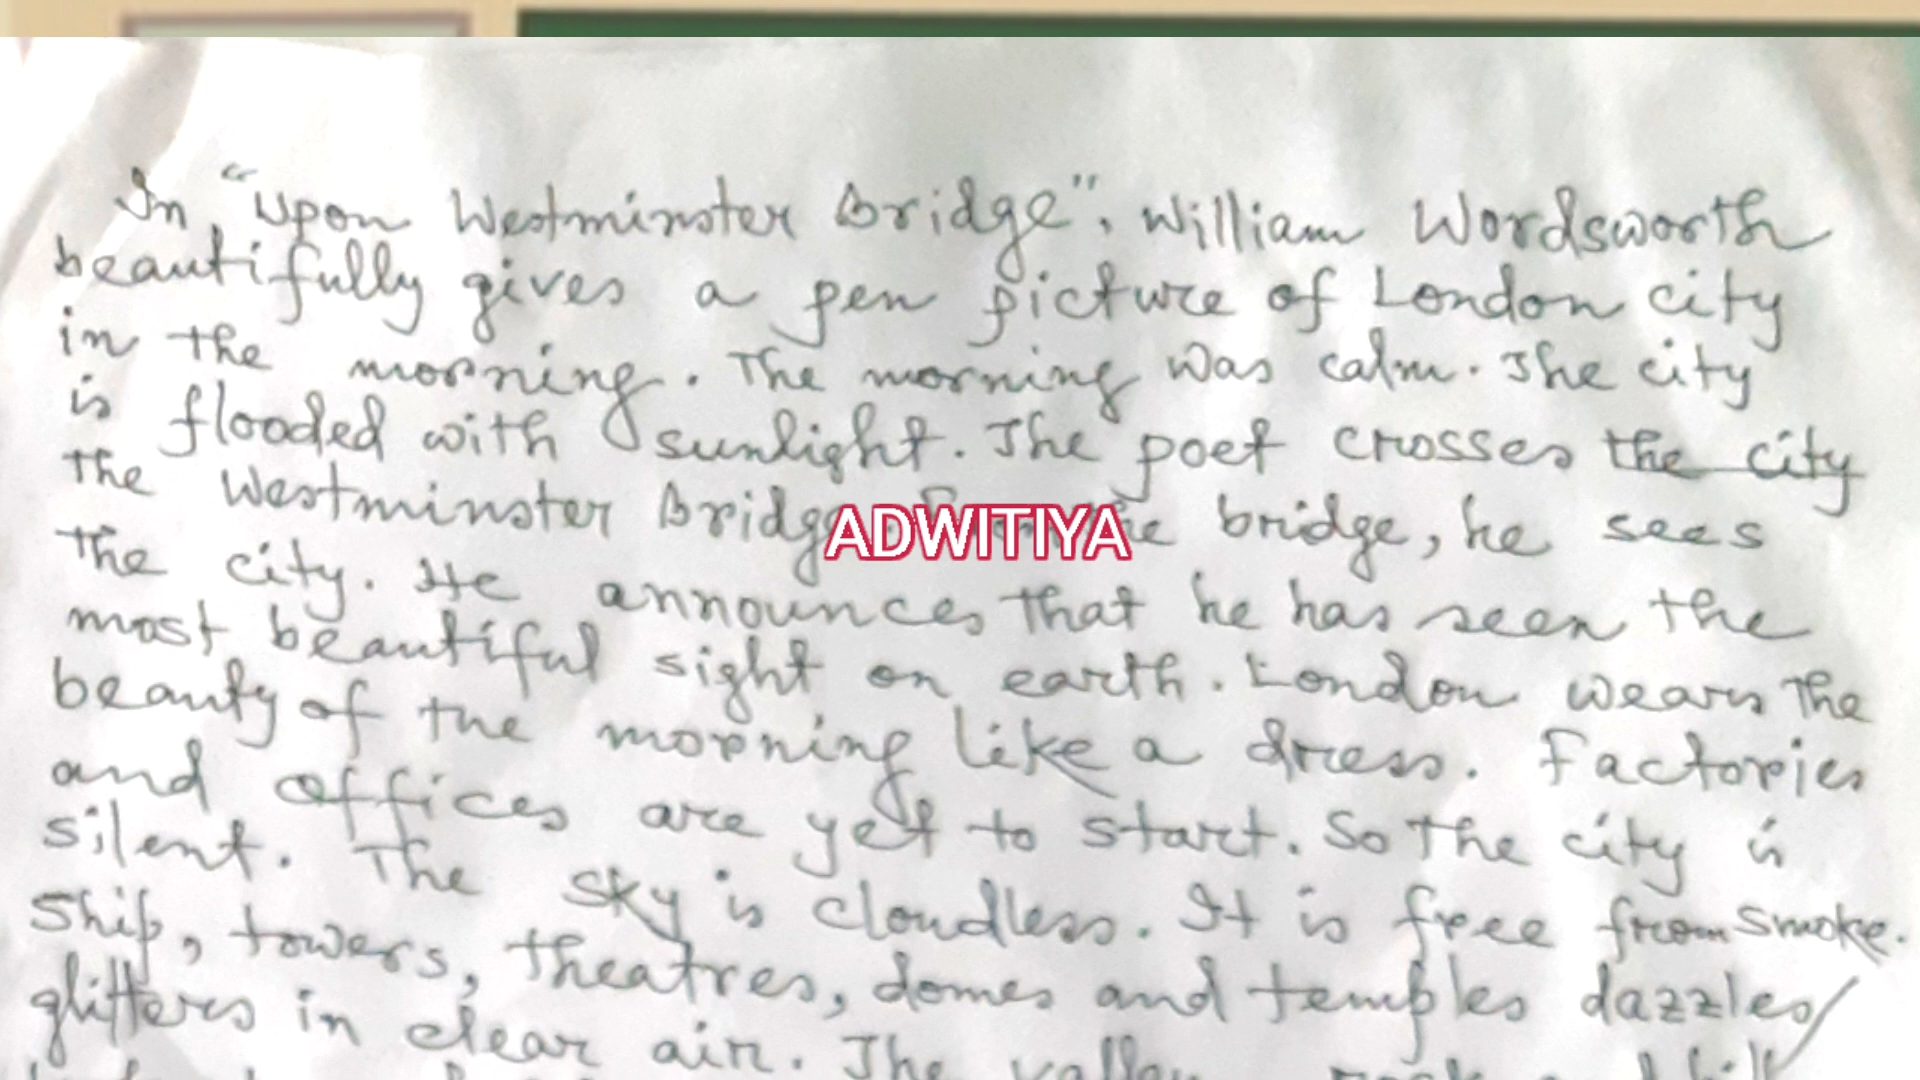 In "Upon Westminster Bridge", William Wordsworth
beautifully gives a pen picture of London city
in the morning. The morning was calm. The city
is flooded with sunlight. The poet crosses the city
the Westminster Bridge. bridge, he sees
ADWITIYA
the city. He announces that he has seen the
most beautiful sight on earth. London wears the
beauty of the morning like a dress. Factories
and offices are yet to start. So the city is
silent. The sky is cloudless. It is free from smoke.
Ship, towers, theatres, domes and temples dazzles/
glitters in clear air. The valley